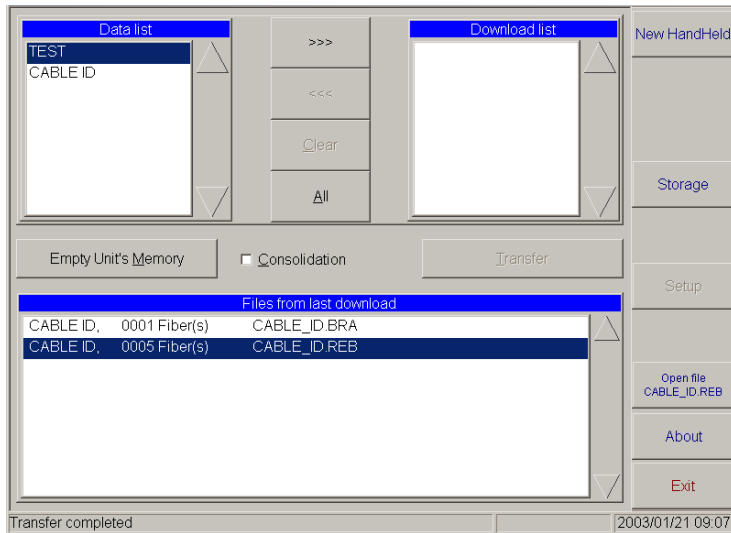 Data list
TEST
CABLE ID
>>>
<<<
Clear
All
Download list
New HandHeld
Storage
Setup
Open file
CABLE_ID.REB
About
Exit
Empty Unit's Memory
Consolidation
Transfer
Files from last download
CABLE ID, 0001 Fiber(s) CABLE_ID.BRA
CABLE ID, 0005 Fiber(s) CABLE_ID.REB
Transfer completed
2003/01/21 09:07